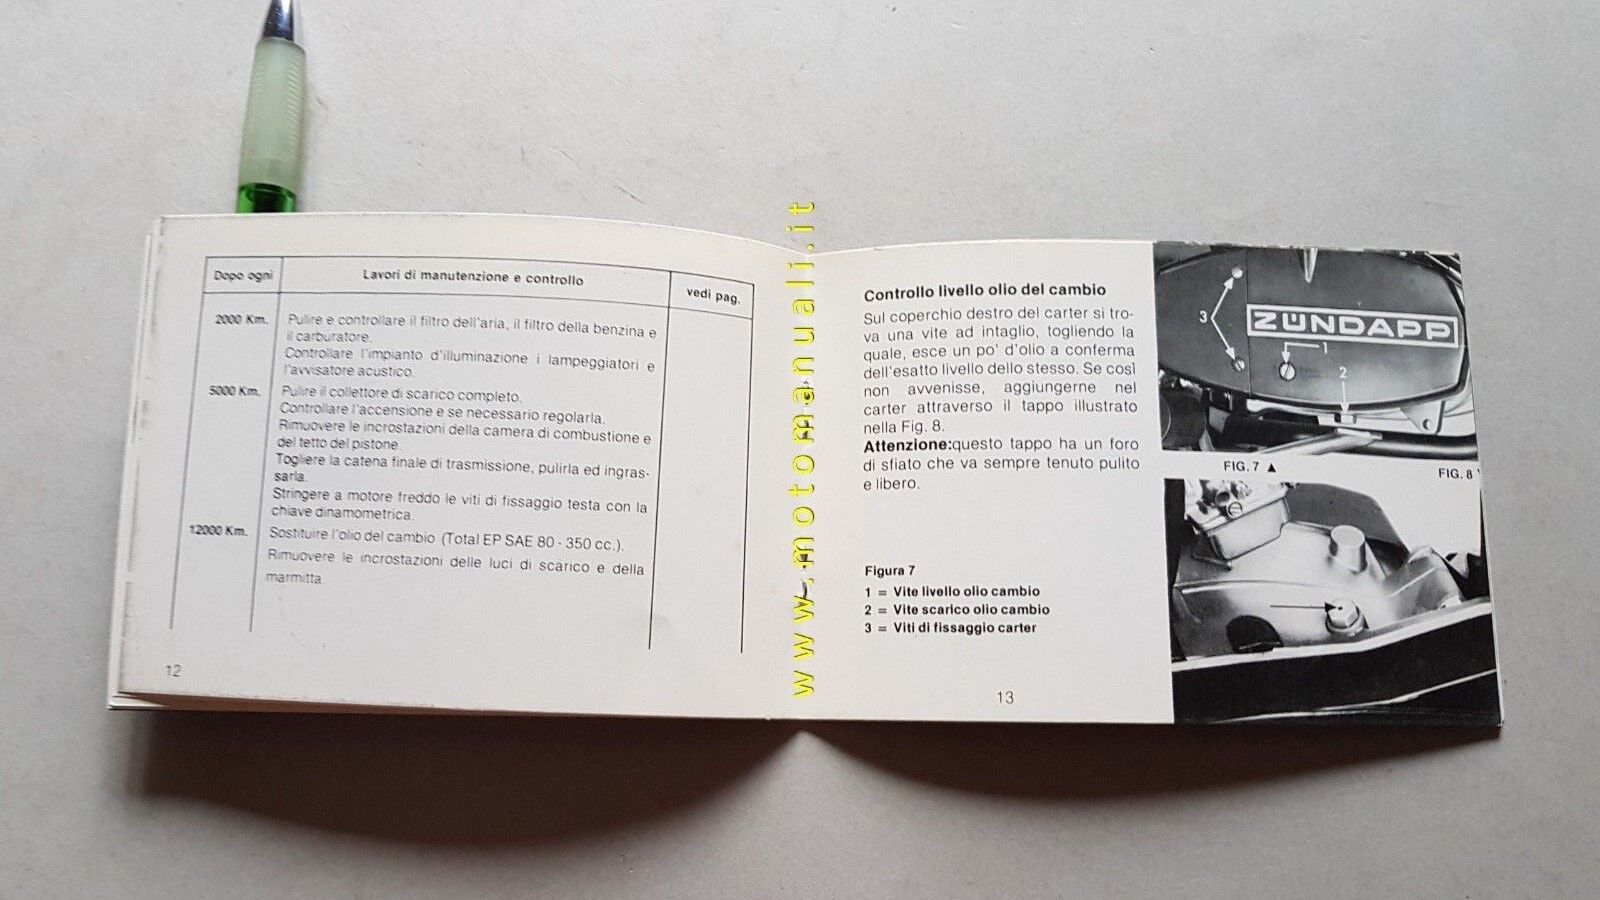 Dopo ogni
Lavori di manutenzione e controllo
vedi pag.
2000 Km.
Pulire e controllare il filtro dell'aria, il filtro della benzina e
il carburatore.
Controllare l'impianto d'illuminazione i lampeggiatori e
l'avvisatore acustico.
5000 Km.
Pulire il collettore di scarico completo.
Controllare l'accensione e se necessario regolarla.
Rimuovere le incrostazioni della camera di combustione e
del tetto del pistone.
Togliere la catena finale di trasmissione, pulirla ed ingras-
sarla.
Stringere a motore freddo le viti di fissaggio testa con la
chiave dinamometrica.
12000 Km.
Sostituire l'olio del cambio (Total EP SAE 80 - 350 cc.).
Rimuovere le incrostazioni delle luci di scarico e della
marmitta.
12
www.motomanuali.it
Controllo livello olio del cambio
Sul coperchio destro del carter si tro-
va una vite ad intaglio, togliendo la
quale, esce un po' d'olio a conferma
dell'esatto livello dello stesso. Se così
non avvenisse, aggiungerne nel
carter attraverso il tappo illustrato
nella Fig. 8.
Attenzione:questo tappo ha un foro
di sfiato che va sempre tenuto pulito
e libero.
Figura 7
1 = Vite livello olio cambio
2 = Vite scarico olio cambio
3 = Viti di fissaggio carter
13
3
ZÜNDAPP
1
2
FIG. 7 ▲
FIG. 8